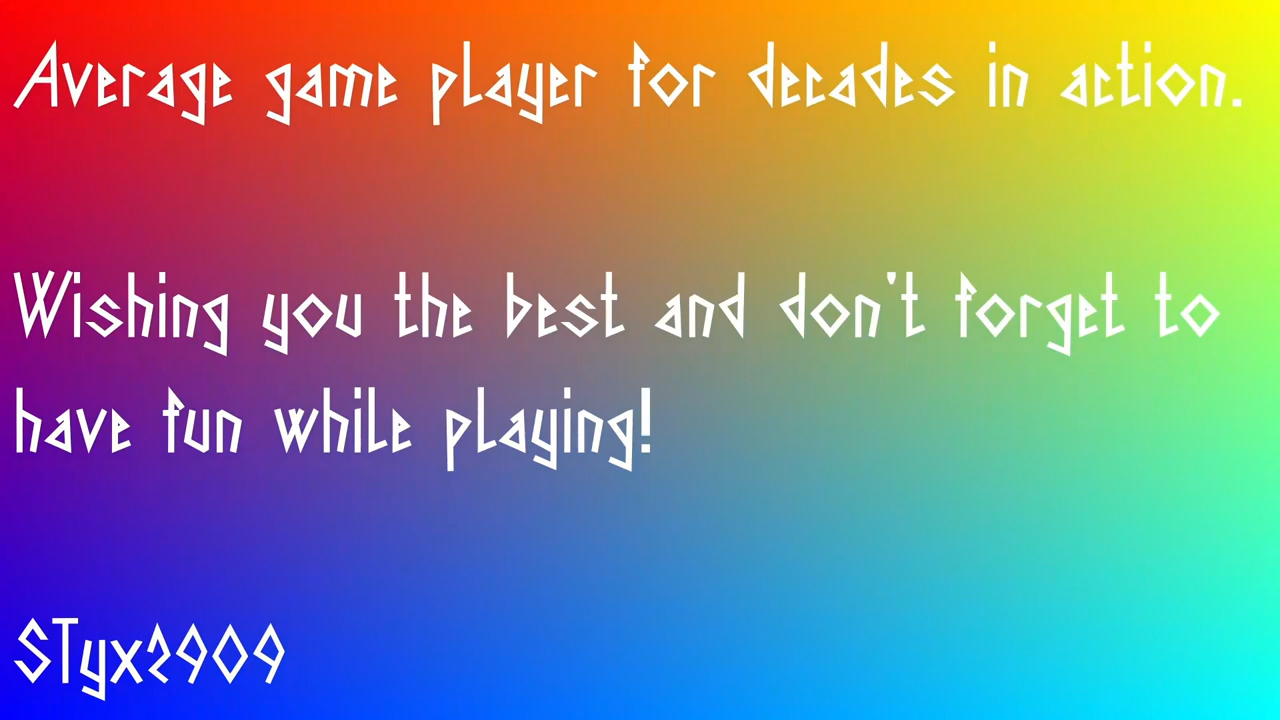 Average game player for decades in action.
Wishing you the best and don't forget to
have fun while playing!
STyx2909